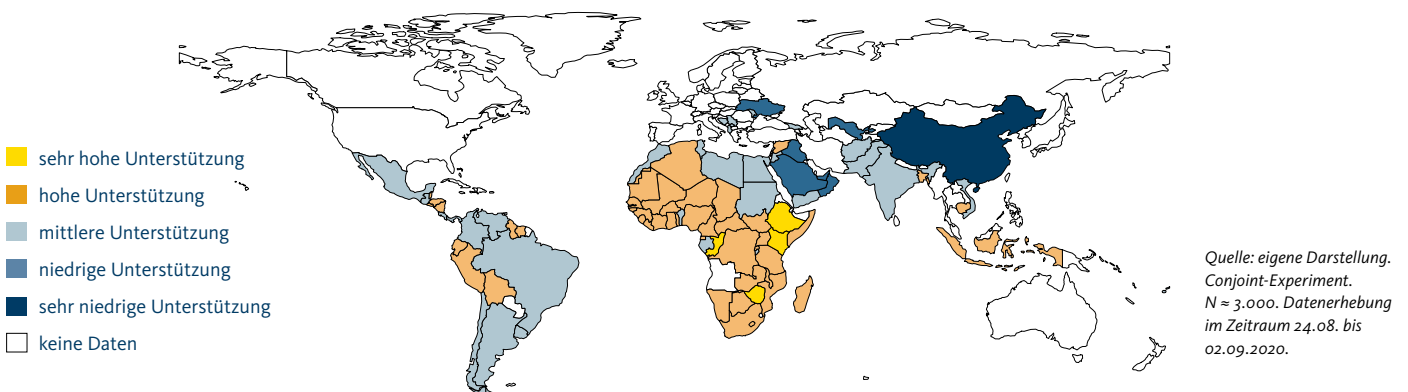 sehr hohe Unterstützung
hohe Unterstützung
mittlere Unterstützung
niedrige Unterstützung
sehr niedrige Unterstützung
keine Daten
Quelle: eigene Darstellung.
Conjoint-Experiment.
N ≈ 3.000. Datenerhebung
im Zeitraum 24.08. bis
02.09.2020.